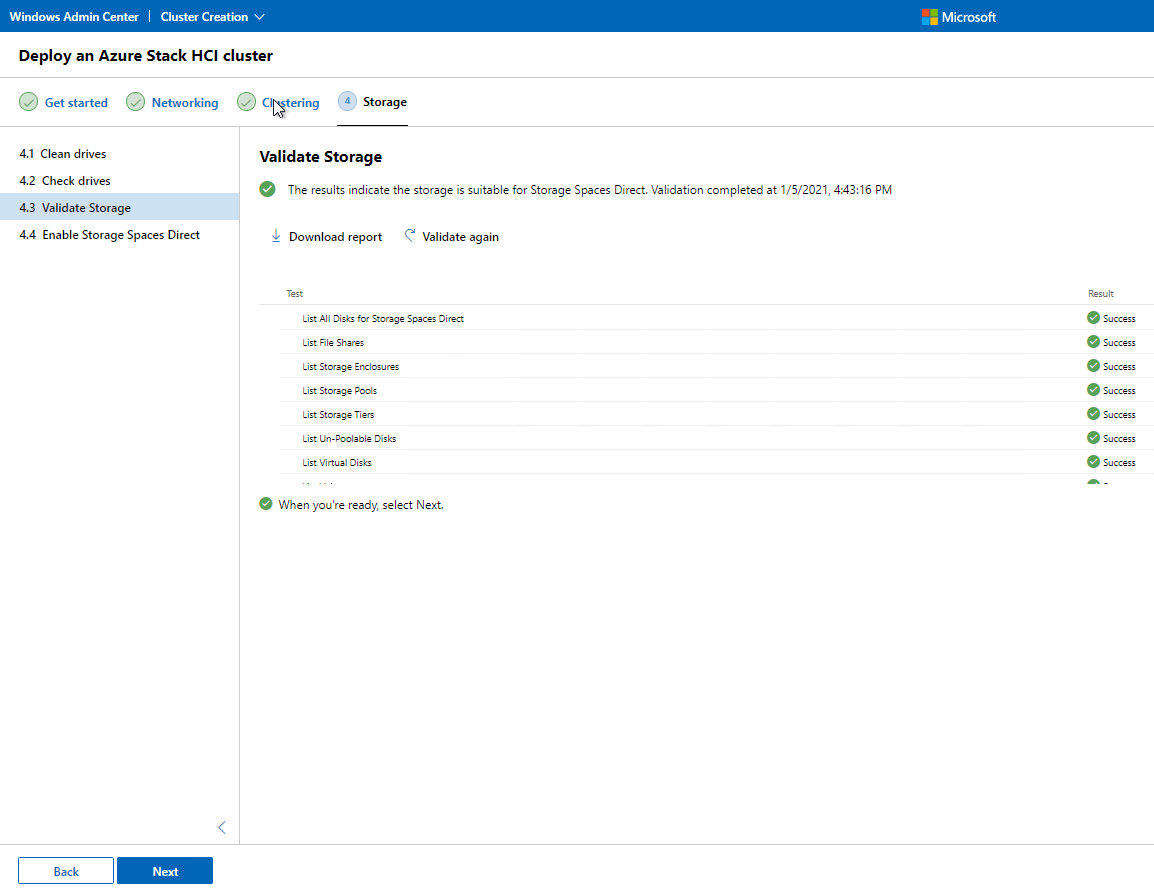 Windows Admin Center | Cluster Creation
Microsoft
Deploy an Azure Stack HCI cluster
Get started
Networking
Clustering
4 Storage
4.1 Clean drives
4.2 Check drives
4.3 Validate Storage
4.4 Enable Storage Spaces Direct
Validate Storage
The results indicate the storage is suitable for Storage Spaces Direct. Validation completed at 1/5/2021, 4:43:16 PM
Download report
Validate again
Test Result
List All Disks for Storage Spaces Direct Success
List File Shares Success
List Storage Enclosures Success
List Storage Pools Success
List Storage Tiers Success
List Un-Poolable Disks Success
List Virtual Disks Success
When you're ready, select Next.
Back
Next